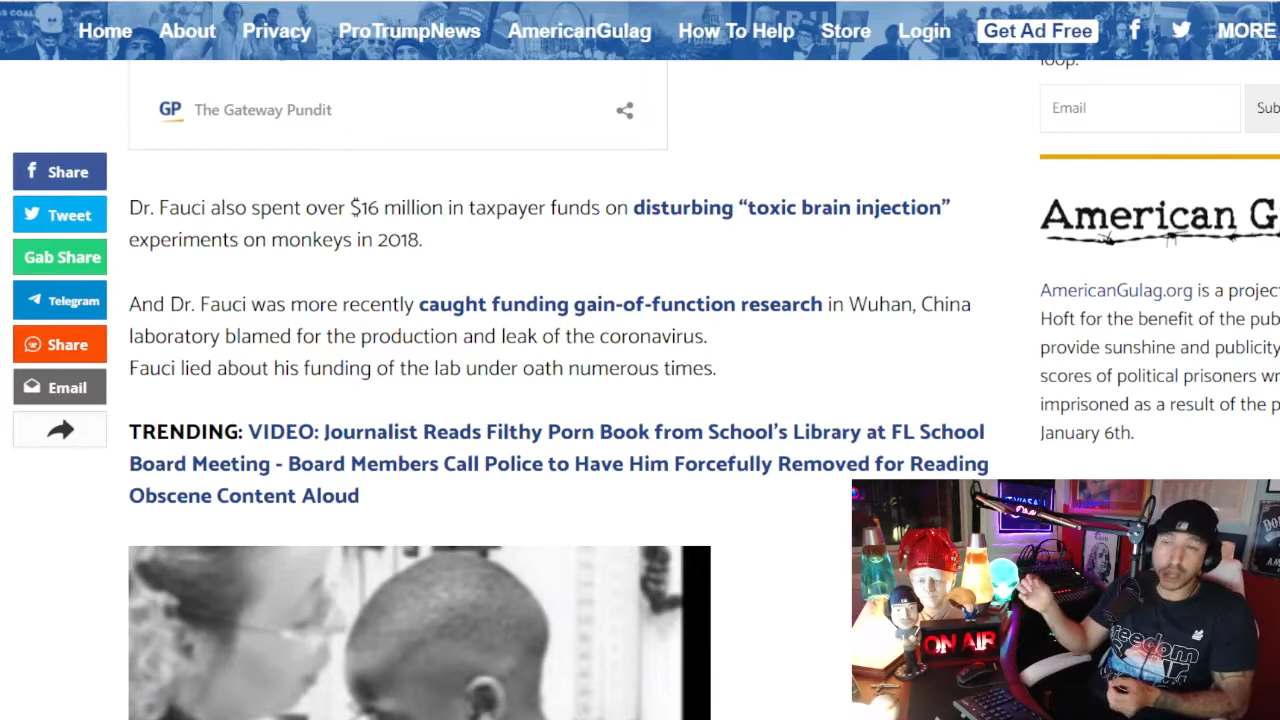 Home About Privacy ProTrumpNews AmericanGulag How To Help Store Login Get Ad Free MORE
loop.
GP The Gateway Pundit
Email
Sub
Share
Tweet
Gab Share
Telegram
Share
Email
Dr. Fauci also spent over $16 million in taxpayer funds on disturbing “toxic brain injection”
experiments on monkeys in 2018.
And Dr. Fauci was more recently caught funding gain-of-function research in Wuhan, China
laboratory blamed for the production and leak of the coronavirus.
Fauci lied about his funding of the lab under oath numerous times.
TRENDING: VIDEO: Journalist Reads Filthy Porn Book from School's Library at FL School
Board Meeting - Board Members Call Police to Have Him Forcefully Removed for Reading
Obscene Content Aloud
American G
AmericanGulag.org is a project
Hoft for the benefit of the pub
provide sunshine and publicity
scores of political prisoners wr
imprisoned as a result of the p
January 6th.
ON AIR
Freedom